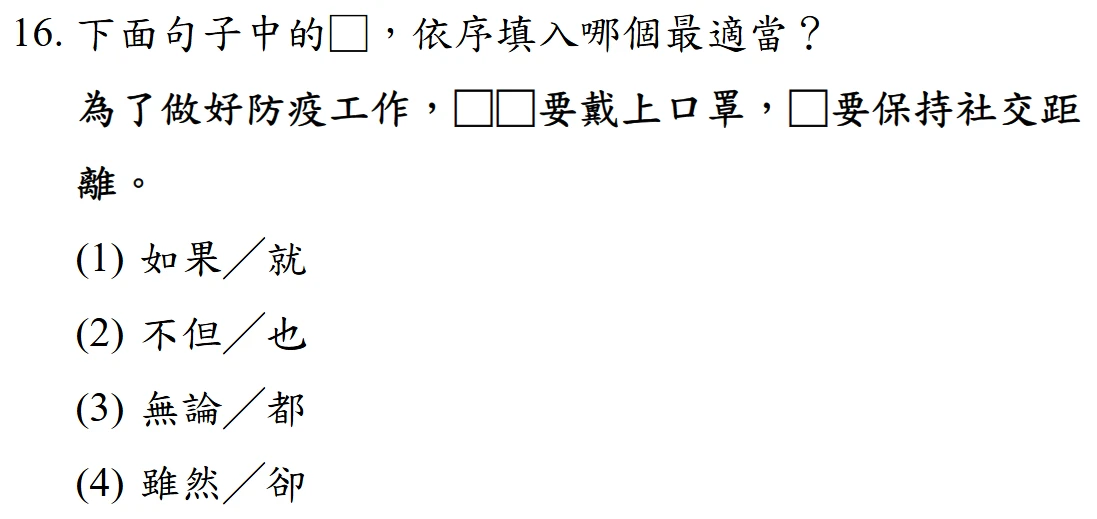 16. 下面句子中的□，依序填入哪個最適當？
為了做好防疫工作，□□要戴上口罩，□要保持社交距
離。
(1) 如果／就
(2) 不但／也
(3) 無論／都
(4) 雖然／卻